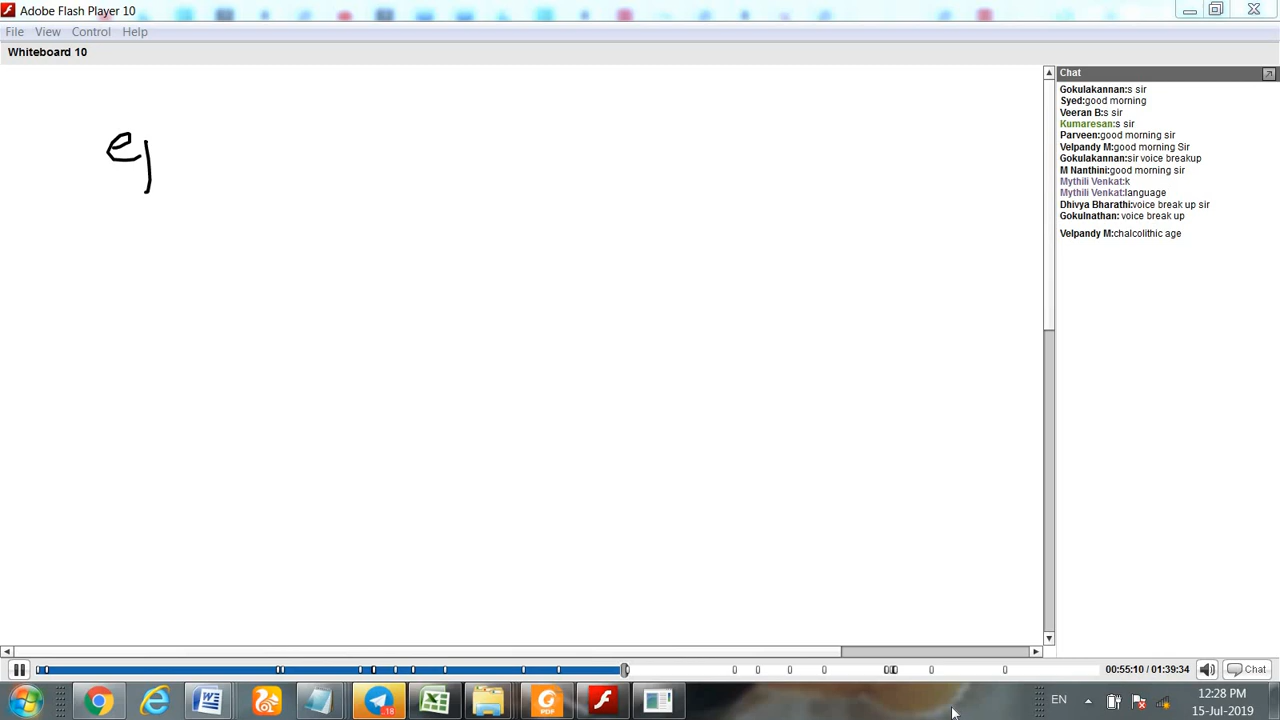 Adobe Flash Player 10
File View Control Help
Whiteboard 10
Chat
Gokulakannan:s sir
Syed:good morning
Veeran B:s sir
Kumaresan:s sir
Parveen:good morning sir
Velpandy M:good morning Sir
Gokulakannan:sir voice breakup
M Nanthini:good morning sir
Mythili Venkat:k
Mythili Venkat:language
Dhivya Bharathi:voice break up sir
Gokulnathan: voice break up
Velpandy M:chalcolithic age
00:55:10 / 01:39:34 Chat
18
PDF
EN
12:28 PM
15-Jul-2019